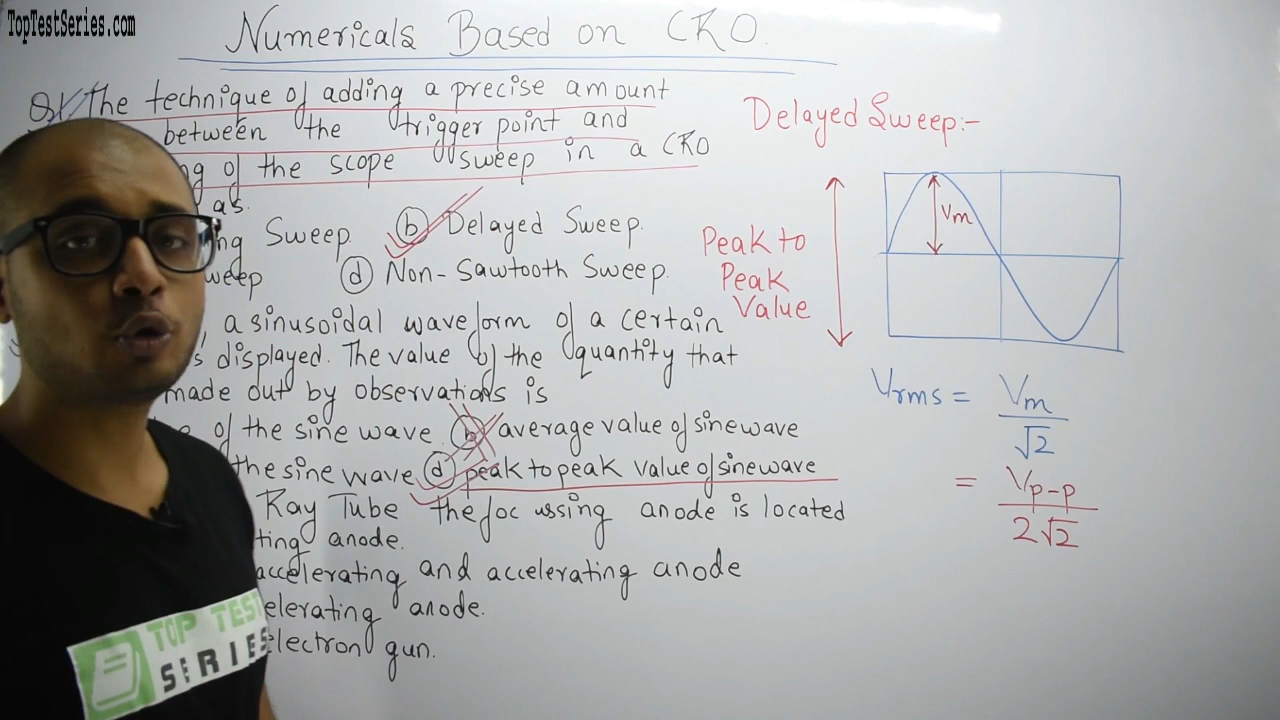 TopTestSeries.com
Numericals Based on CRO.
Q1 The technique of adding a precise amount
between the trigger point and
of the scope sweep in a CRO
as.
Sweep. (b) Delayed Sweep.
(d) Non-Sawtooth Sweep.
a sinusoidal waveform of a certain
displayed. The value of the quantity that
made out by observations is
of the sine wave. (b) average value of sinewave
the sine wave. (d) peak to peak value of sinewave
Ray Tube the focussing anode is located
anode.
accelerating and accelerating anode
anode.
electron gun.
Delayed Sweep:-
Vm
Peak to
Peak
Value
Vrms = Vm
√2
= Vp-p
2√2
TOP TEST
SERIES